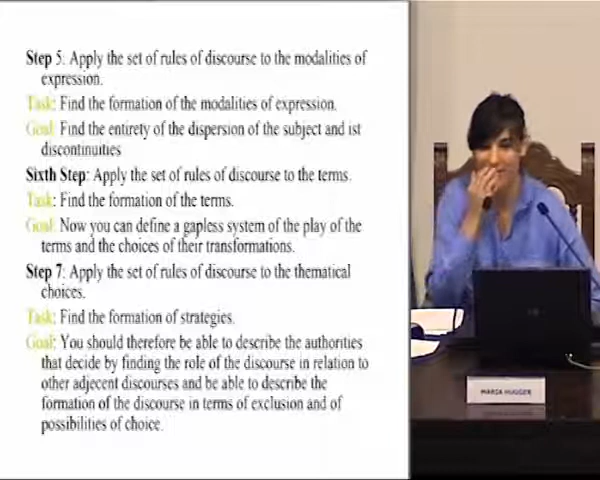 Step 5. Apply the set of rules of discourse to the modalities of
expression.
Task: Find the formation of the modalities of expression.
Goal: Find the entirety of the dispersion of the subject and ist
discontinuities
Sixth Step: Apply the set of rules of discourse to the terms.
Task: Find the formation of the terms.
Goal: Now you can define a gapless system of the play of the
terms and the choices of their transformations.
Step 7: Apply the set of rules of discourse to the thematical
choices.
Task: Find the formation of strategies.
Goal: You should therefore be able to describe the authorities
that decide by finding the role of the discourse in relation to
other adjecent discourses and be able to describe the
formation of the discourse in terms of exclusion and of
possibilities of choice.
MARIA HUGGER